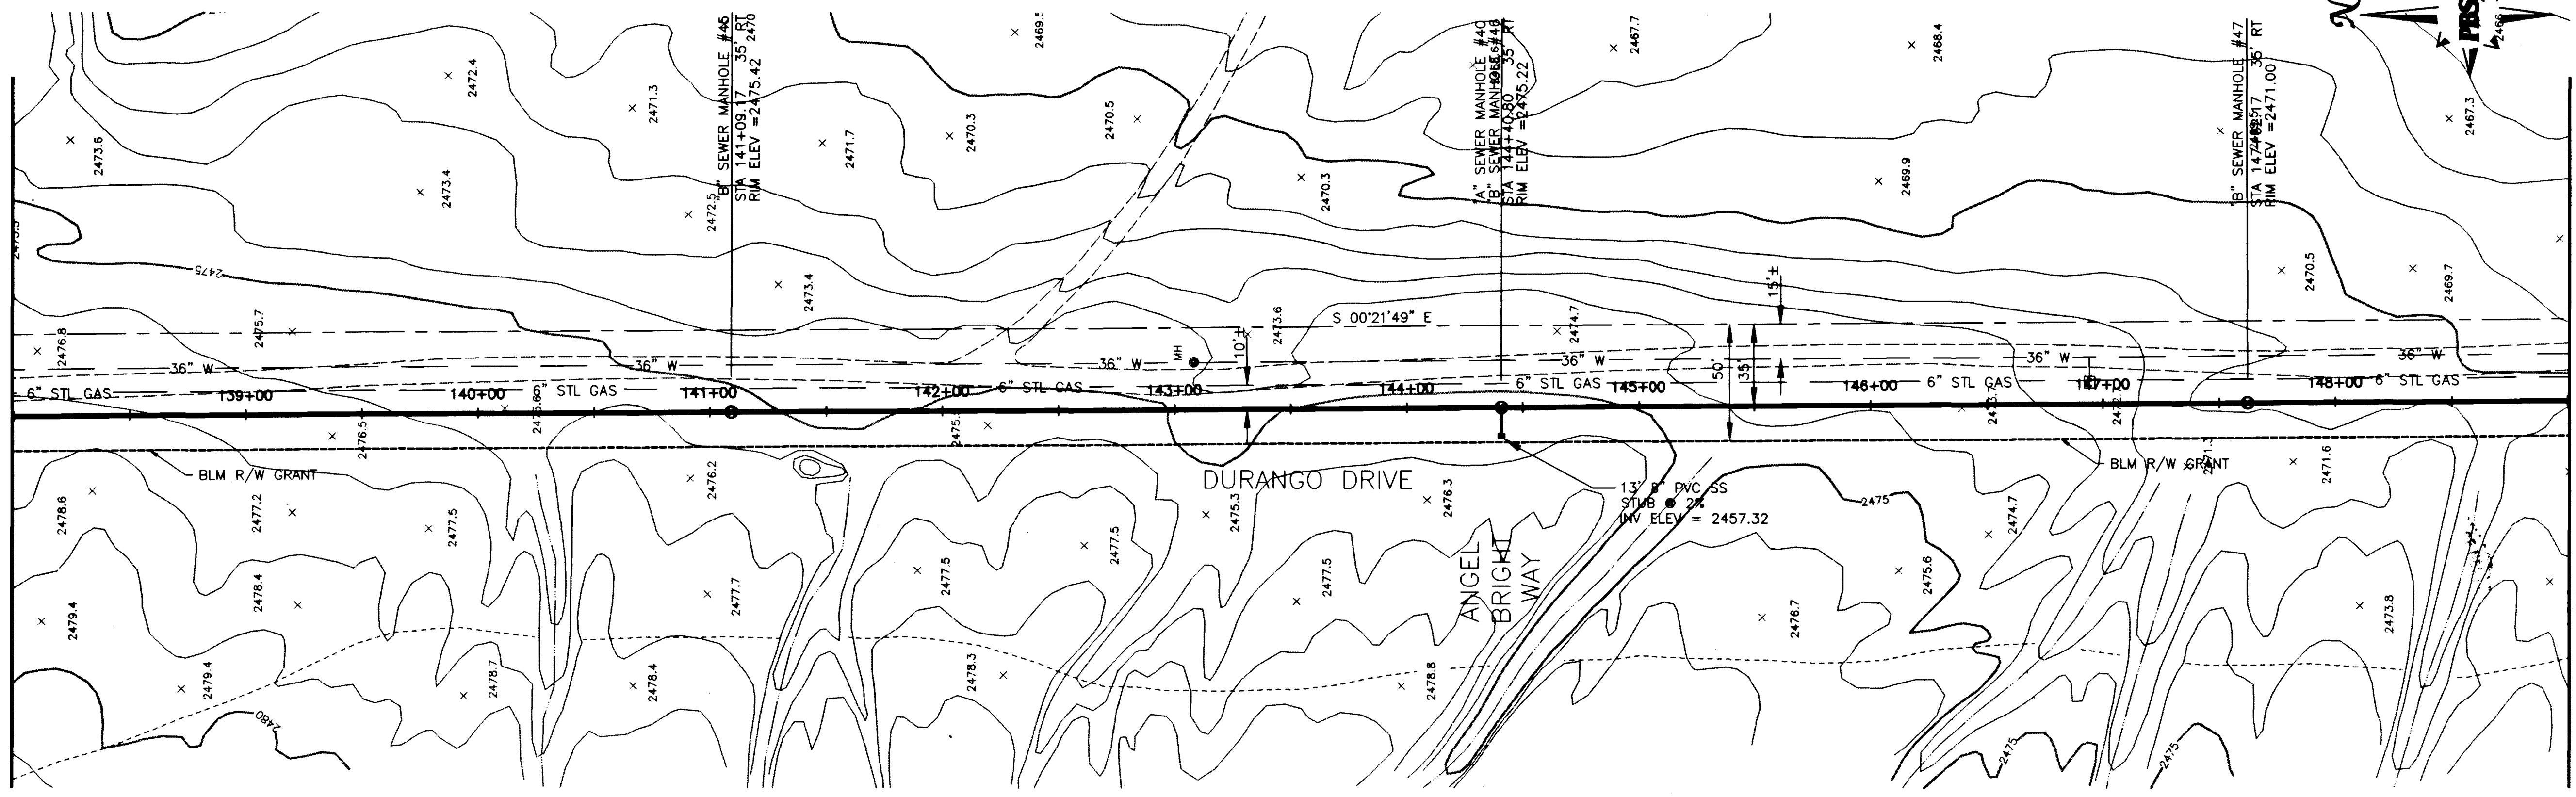 "B" SEWER MANHOLE #45
STA 141+09.17 35' RT
RIM ELEV =2475.42
2470
"A" SEWER MANHOLE #40
"B" SEWER MANHOLE #46
STA 144+40.80 35' RT
RIM ELEV =2475.22
"B" SEWER MANHOLE #47
35' RT
RIM ELEV =2471.00
N
PBS
2466
2472.4
2471.3
2467.7
2468.4
2473.6
2471.7
2470.3
2470.5
2467.3
2473.4
2472.5
2470.3
2469.9
2475
2473.4
2470.5
2469.7
15'±
2476.8
2475.7
2473.6
S 00°21'49" E
2474.7
10'±
MH
50'
35'
36" W
36" W
36" W
36" W
36" W
36" W
6" STL GAS
139+00
140+00
6" STL GAS
141+00
142+00
6" STL GAS
143+00
144+00
6" STL GAS
145+00
146+00
6" STL GAS
147+00
148+00
6" STL GAS
2476.5
BLM R/W GRANT
2476.2
DURANGO DRIVE
2476.3
13' 8" PVC SS
STUB @ 2%
INV ELEV = 2457.32
BLM R/W GRANT
2471.6
2478.6
2477.2
2477.5
2475.3
2475
2474.7
2477.5
2477.5
2477.5
ANGEL
BRIGHT
WAY
2475.6
2479.4
2478.4
2477.7
2476.7
2473.8
2479.4
2478.7
2478.4
2478.3
2478.8
2480
2475
2475